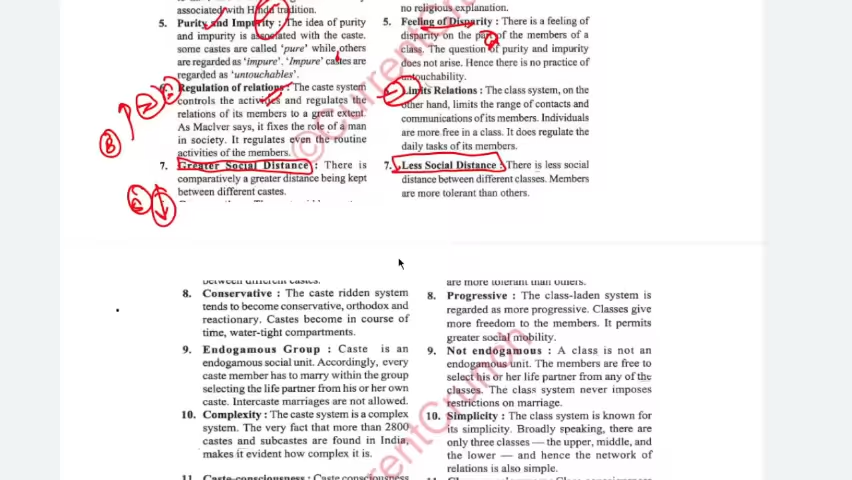 associated with Hindu tradition.
5. Purity and Impurity : The idea of purity
and impurity is associated with the caste.
some castes are called 'pure' while others
are regarded as 'impure'. 'Impure' castes are
regarded as 'untouchables'.
6. Regulation of relations : The caste system
controls the activities and regulates the
relations of its members to a great extent.
As MacIver says, it fixes the role of a man
in society. It regulates even the routine
activities of the members.
7. Greater Social Distance : There is
comparatively a greater distance being kept
between different castes.
no religious explanation.
5. Feeling of Disparity : There is a feeling of
disparity on the part of the members of a
class. The question of purity and impurity
does not arise. Hence there is no practice of
untouchability.
Limits Relations : The class system, on the
other hand, limits the range of contacts and
communications of its members. Individuals
are more free in a class. It does regulate the
daily tasks of its members.
7. Less Social Distance : There is less social
distance between different classes. Members
are more tolerant than others.
between different castes.
8. Conservative : The caste ridden system
tends to become conservative, orthodox and
reactionary. Castes become in course of
time, water-tight compartments.
9. Endogamous Group : Caste is an
endogamous social unit. Accordingly, every
caste member has to marry within the group
selecting the life partner from his or her own
caste. Intercaste marriages are not allowed.
10. Complexity : The caste system is a complex
system. The very fact that more than 2800
castes and subcastes are found in India,
makes it evident how complex it is.
11. Caste-consciousness : Caste consciousness
are more tolerant than others.
8. Progressive : The class-laden system is
regarded as more progressive. Classes give
more freedom to the members. It permits
greater social mobility.
9. Not endogamous : A class is not an
endogamous unit. The members are free to
select his or her life partner from any of the
classes. The class system never imposes
restrictions on marriage.
10. Simplicity : The class system is known for
its simplicity. Broadly speaking, there are
only three classes — the upper, middle, and
the lower — and hence the network of
relations is also simple.
©CurrentCrunch
CurrentCrunch